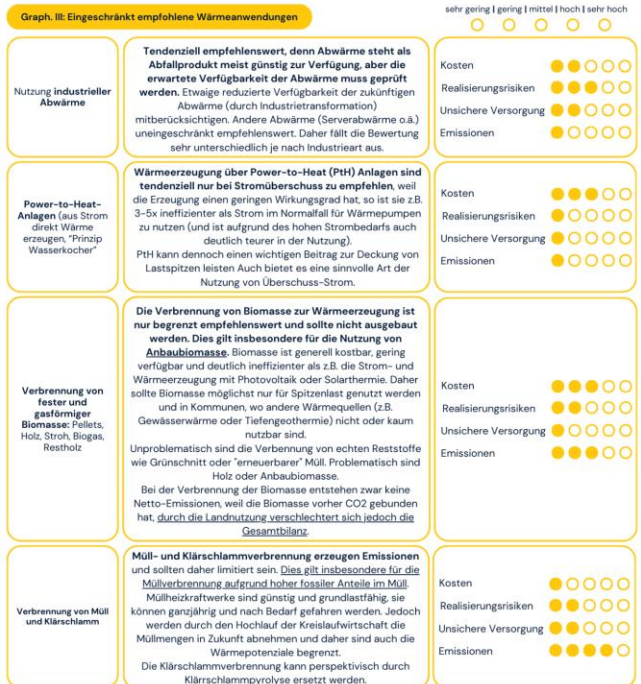 Graph. III: Eingeschränkt empfohlene Wärmeanwendungen
sehr gering | gering | mittel | hoch | sehr hoch
Nutzung industrieller
Abwärme
Tendenziell empfehlenswert, denn Abwärme steht als
Abfallprodukt meist günstig zur Verfügung, aber die
erwartete Verfügbarkeit der Abwärme muss geprüft
werden. Etwaige reduzierte Verfügbarkeit der zukünftigen
Abwärme (durch Industrietransformation)
mitberücksichtigen. Andere Abwärme (Serverabwärme o.ä.)
uneingeschränkt empfehlenswert. Daher fällt die Bewertung
sehr unterschiedlich je nach Industrieart aus.
Kosten
Realisierungsrisiken
Unsichere Versorgung
Emissionen
Power-to-Heat-
Anlagen (aus Strom
direkt Wärme
erzeugen, "Prinzip
Wasserkocher"
Wärmeerzeugung über Power-to-Heat (PtH) Anlagen sind
tendenziell nur bei Stromüberschuss zu empfehlen, weil
die Erzeugung einen geringen Wirkungsgrad hat, so ist sie z.B.
3-5x ineffizienter als Strom im Normalfall für Wärmepumpen
zu nutzen (und ist aufgrund des hohen Strombedarfs auch
deutlich teurer in der Nutzung).
PtH kann dennoch einen wichtigen Beitrag zur Deckung von
Lastspitzen leisten Auch bietet es eine sinnvolle Art der
Nutzung von Überschuss-Strom.
Kosten
Realisierungsrisiken
Unsichere Versorgung
Emissionen
Verbrennung von
fester und
gasförmiger
Biomasse: Pellets,
Holz, Stroh, Biogas,
Restholz
Die Verbrennung von Biomasse zur Wärmeerzeugung ist
nur begrenzt empfehlenswert und sollte nicht ausgebaut
werden. Dies gilt insbesondere für die Nutzung von
Anbaubiomasse. Biomasse ist generell kostbar, gering
verfügbar und deutlich ineffizienter als z.B. die Strom- und
Wärmeerzeugung mit Photovoltaik oder Solarthermie. Daher
sollte Biomasse möglichst nur für Spitzenlast genutzt werden
und in Kommunen, wo andere Wärmequellen (z.B.
Gewässerwärme oder Tiefengeothermie) nicht oder kaum
nutzbar sind.
Unproblematisch sind die Verbennung von echten Reststoffe
wie Grünschnitt oder "erneuerbarer" Müll. Problematisch sind
Holz oder Anbaubiomasse.
Bei der Verbrennung der Biomasse entstehen zwar keine
Netto-Emissionen, weil die Biomasse vorher CO2 gebunden
hat, durch die Landnutzung verschlechtert sich jedoch die
Gesamtbilanz.
Kosten
Realisierungsrisiken
Unsichere Versorgung
Emissionen
Verbrennung von Müll
und Klärschlamm
Müll- und Klärschlammverbrennung erzeugen Emissionen
und sollten daher limitiert sein. Dies gilt insbesondere für die
Müllverbrennung aufgrund hoher fossiler Anteile im Müll.
Müllheizkraftwerke sind günstig und grundlastfähig, sie
können ganzjährig und nach Bedarf gefahren werden. Jedoch
werden durch den Hochlauf der Kreislaufwirtschaft die
Müllmengen in Zukunft abnehmen und daher sind auch die
Wärmepotenziale begrenzt.
Die Klärschlammverbrennung kann perspektivisch durch
Klärschlammpyrolyse ersetzt werden.
Kosten
Realisierungsrisiken
Unsichere Versorgung
Emissionen